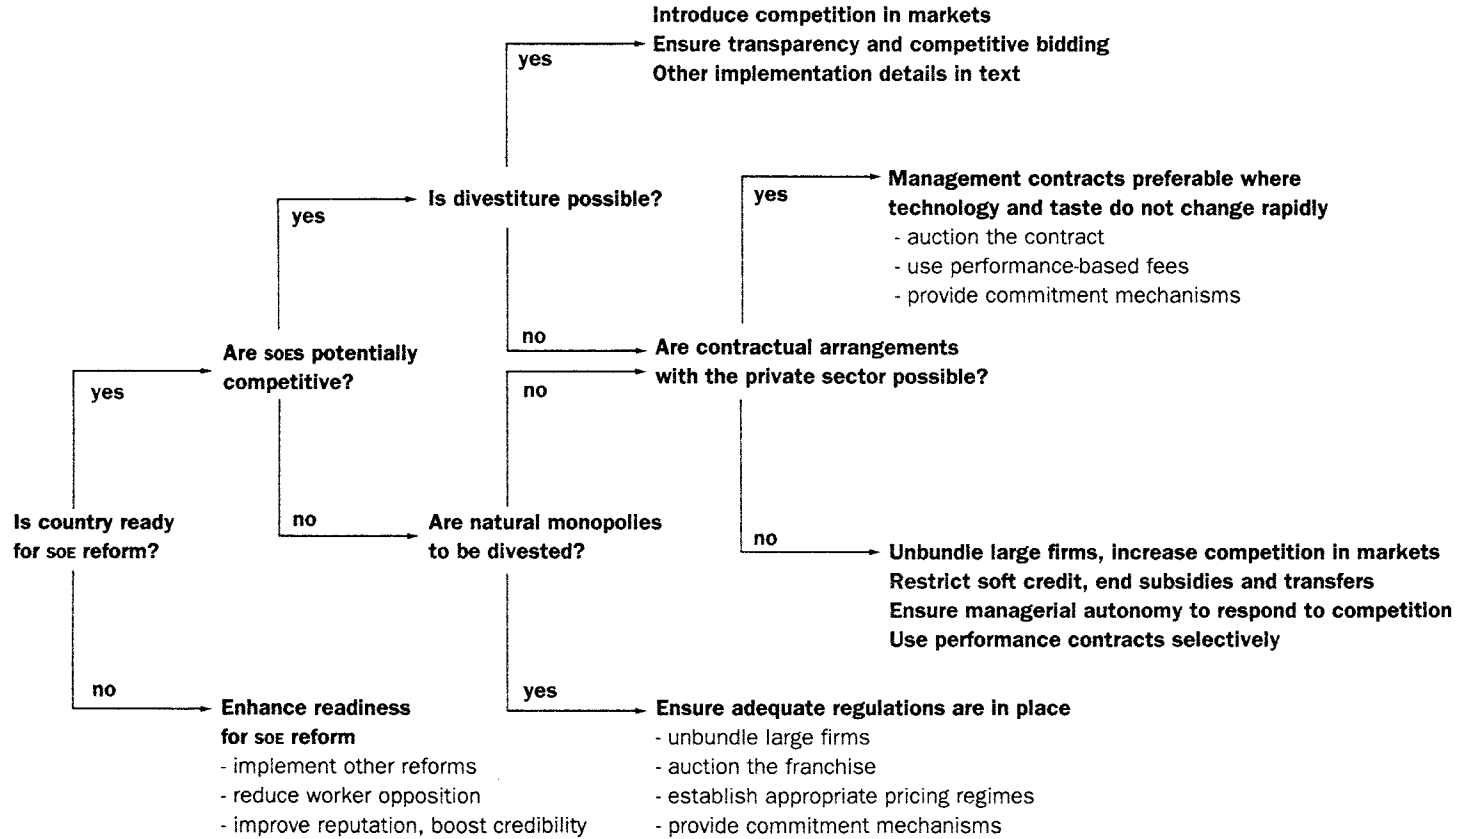 Introduce competition in markets
Ensure transparency and competitive bidding
Other implementation details in text
yes
Is divestiture possible?
yes
Management contracts preferable where
technology and taste do not change rapidly
- auction the contract
- use performance-based fees
- provide commitment mechanisms
yes
no
Are SOEs potentially
competitive?
Are contractual arrangements
with the private sector possible?
yes
no
Is country ready
for SOE reform?
no
Are natural monopolies
to be divested?
no
Unbundle large firms, increase competition in markets
Restrict soft credit, end subsidies and transfers
Ensure managerial autonomy to respond to competition
Use performance contracts selectively
no
Enhance readiness
for SOE reform
- implement other reforms
- reduce worker opposition
- improve reputation, boost credibility
yes
Ensure adequate regulations are in place
- unbundle large firms
- auction the franchise
- establish appropriate pricing regimes
- provide commitment mechanisms